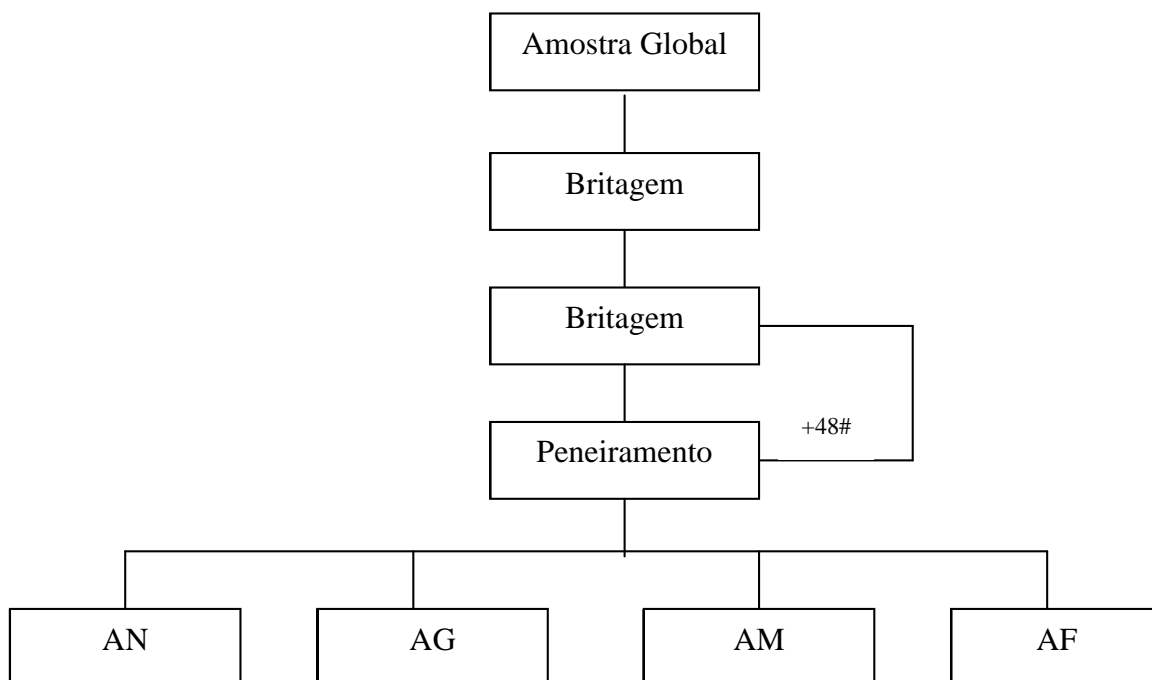 Amostra Global
Britagem
Britagem
+48#
Peneiramento
AN
AG
AM
AF